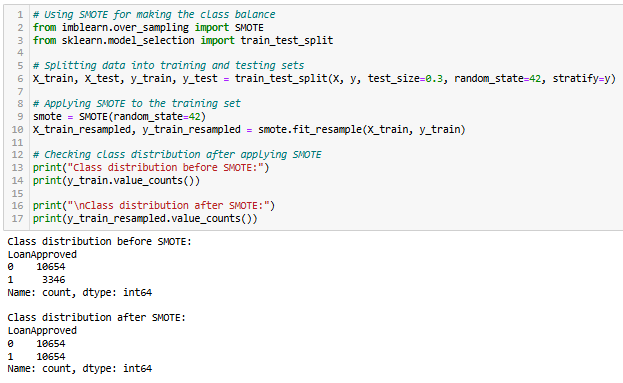 1 # Using SMOTE for making the class balance
2 from imblearn.over_sampling import SMOTE
3 from sklearn.model_selection import train_test_split
4
5 # Splitting data into training and testing sets
6 X_train, X_test, y_train, y_test = train_test_split(X, y, test_size=0.3, random_state=42, stratify=y)
7
8 # Applying SMOTE to the training set
9 smote = SMOTE(random_state=42)
10 X_train_resampled, y_train_resampled = smote.fit_resample(X_train, y_train)
11
12 # Checking class distribution after applying SMOTE
13 print("Class distribution before SMOTE:")
14 print(y_train.value_counts())
15
16 print("\nClass distribution after SMOTE:")
17 print(y_train_resampled.value_counts())
Class distribution before SMOTE:
LoanApproved
0    10654
1     3346
Name: count, dtype: int64
Class distribution after SMOTE:
LoanApproved
0    10654
1    10654
Name: count, dtype: int64